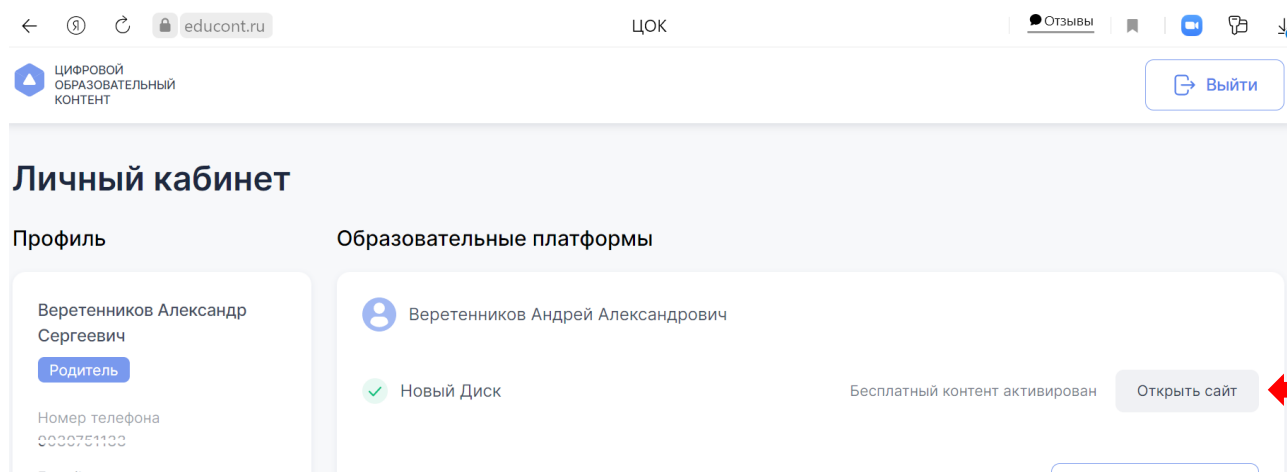 educont.ru
ЦОК
Отзывы
ЦИФРОВОЙ
ОБРАЗОВАТЕЛЬНЫЙ
КОНТЕНТ
Выйти
Личный кабинет
Профиль
Образовательные платформы
Веретенников Александр
Сергеевич
Родитель
Номер телефона
Веретенников Андрей Александрович
Новый Диск
Бесплатный контент активирован
Открыть сайт